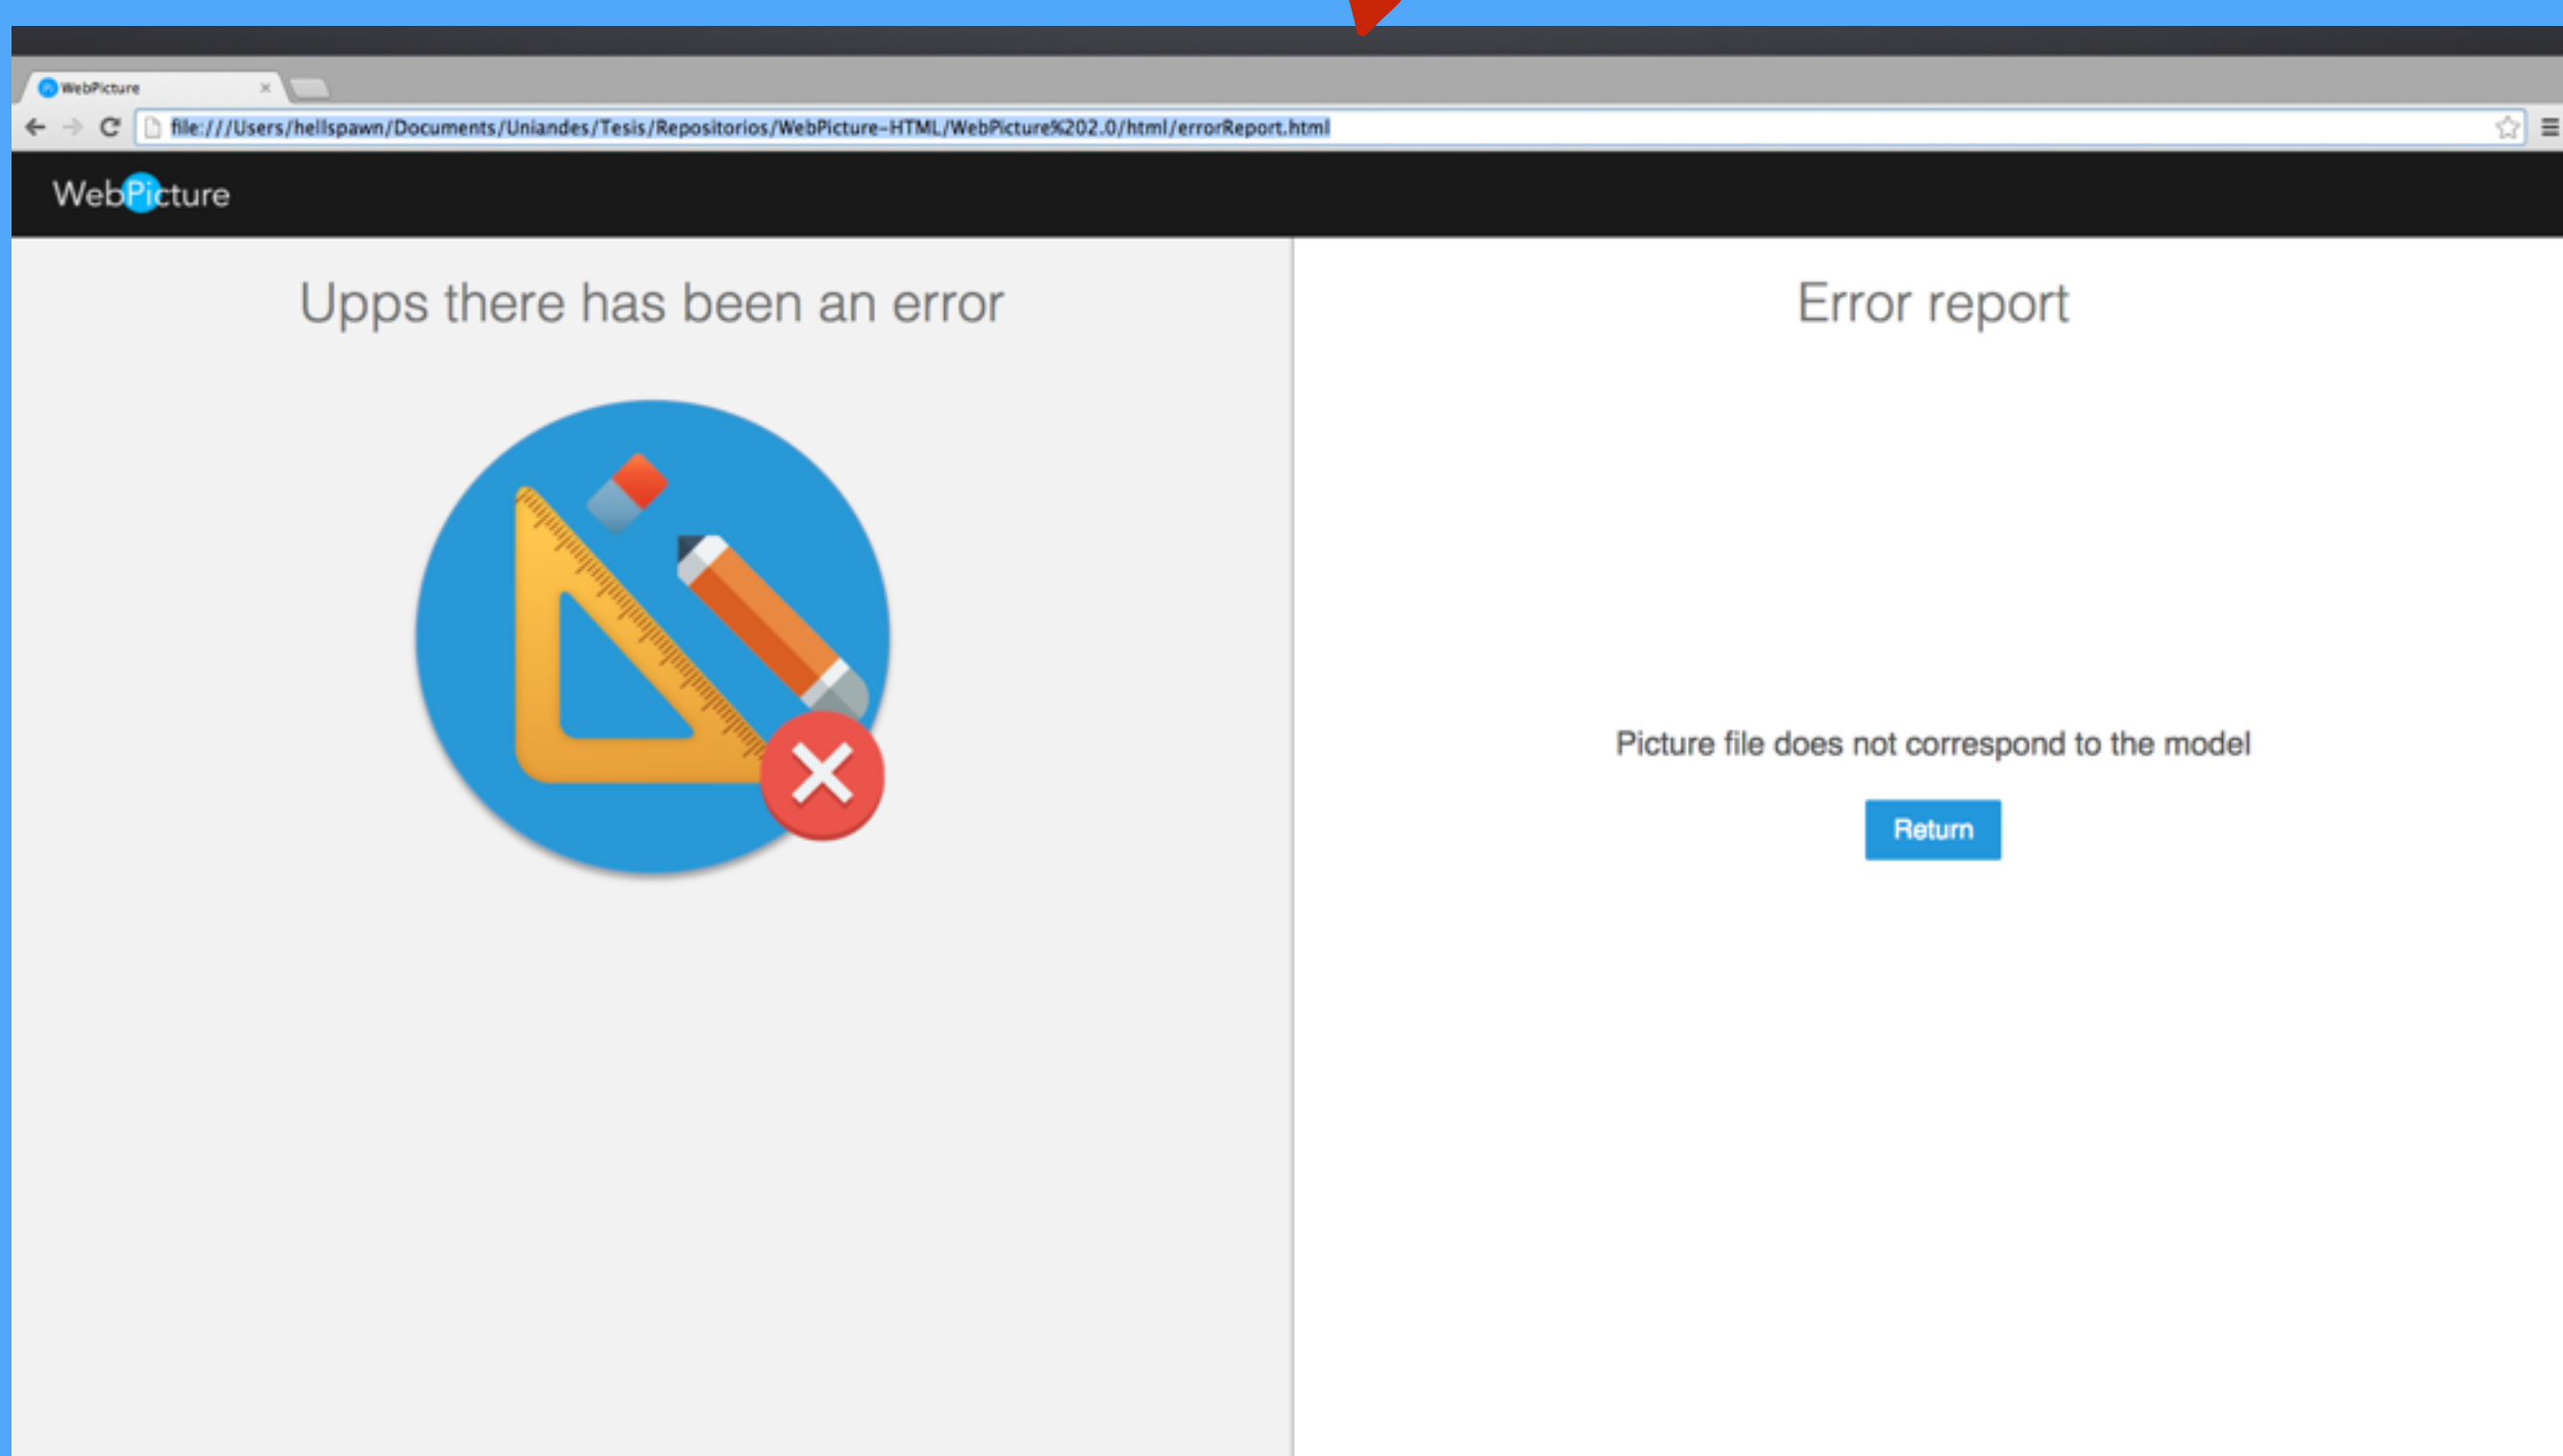 WebPicture
file:///Users/hellspawn/Documents/Uniandes/Tesis/Repositorios/WebPicture-HTML/WebPicture%202.0/html/errorReport.html
WebPicture
Upps there has been an error
Error report
Picture file does not correspond to the model
Return